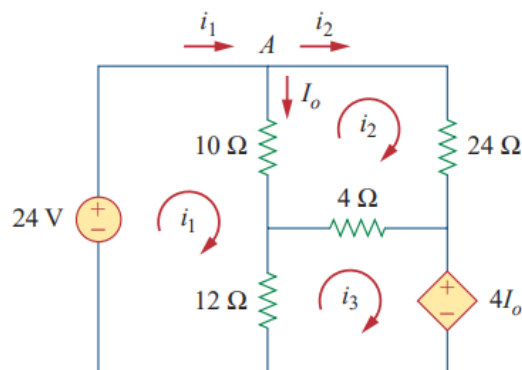 i₁ A i₂
Iₒ
10 Ω i₂ 24 Ω
4 Ω
24 V + − i₁
12 Ω i₃ + − 4Iₒ